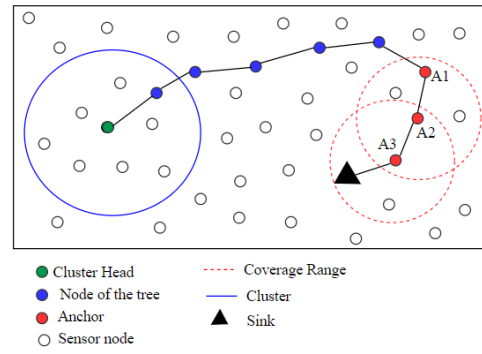 A1
A2
A3
Cluster Head
Node of the tree
Anchor
Sensor node
Coverage Range
Cluster
Sink